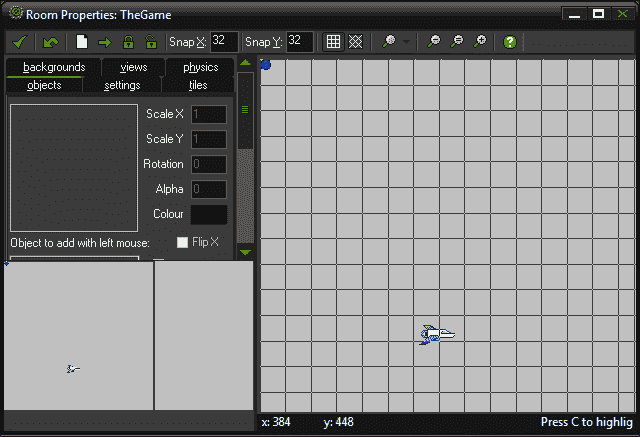 Room Properties: TheGame
Snap X: 32 Snap Y: 32
backgrounds views physics
objects settings tiles
Scale X 1
Scale Y 1
Rotation 0
Alpha 0
Colour
Object to add with left mouse: Flip X
x: 384 y: 448 Press C to highlig